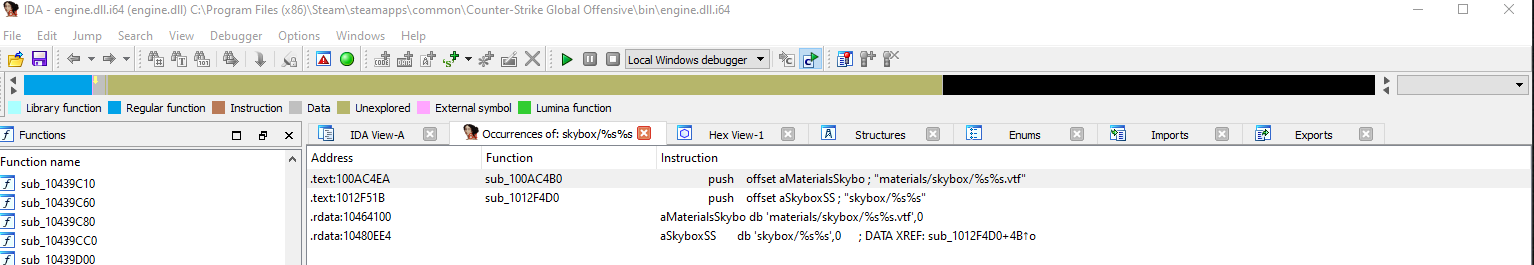 IDA - engine.dll.i64 (engine.dll) C:\Program Files (x86)\Steam\steamapps\common\Counter-Strike Global Offensive\bin\engine.dll.i64
File Edit Jump Search View Debugger Options Windows Help
Local Windows debugger
Library function Regular function Instruction Data Unexplored External symbol Lumina function
Functions
IDA View-A Occurrences of: skybox/%s%s Hex View-1 Structures Enums Imports Exports
Function name
Address Function Instruction
sub_10439C10
sub_10439C60
sub_10439C80
sub_10439CC0
sub_10439D00
.text:100AC4EA sub_100AC4B0 push offset aMaterialsSkybo ; "materials/skybox/%s%s.vtf"
.text:1012F51B sub_1012F4D0 push offset aSkyboxSS ; "skybox/%s%s"
.rdata:10464100 aMaterialsSkybo db 'materials/skybox/%s%s.vtf',0
.rdata:10480EE4 aSkyboxSS db 'skybox/%s%s',0 ; DATA XREF: sub_1012F4D0+4B↑o